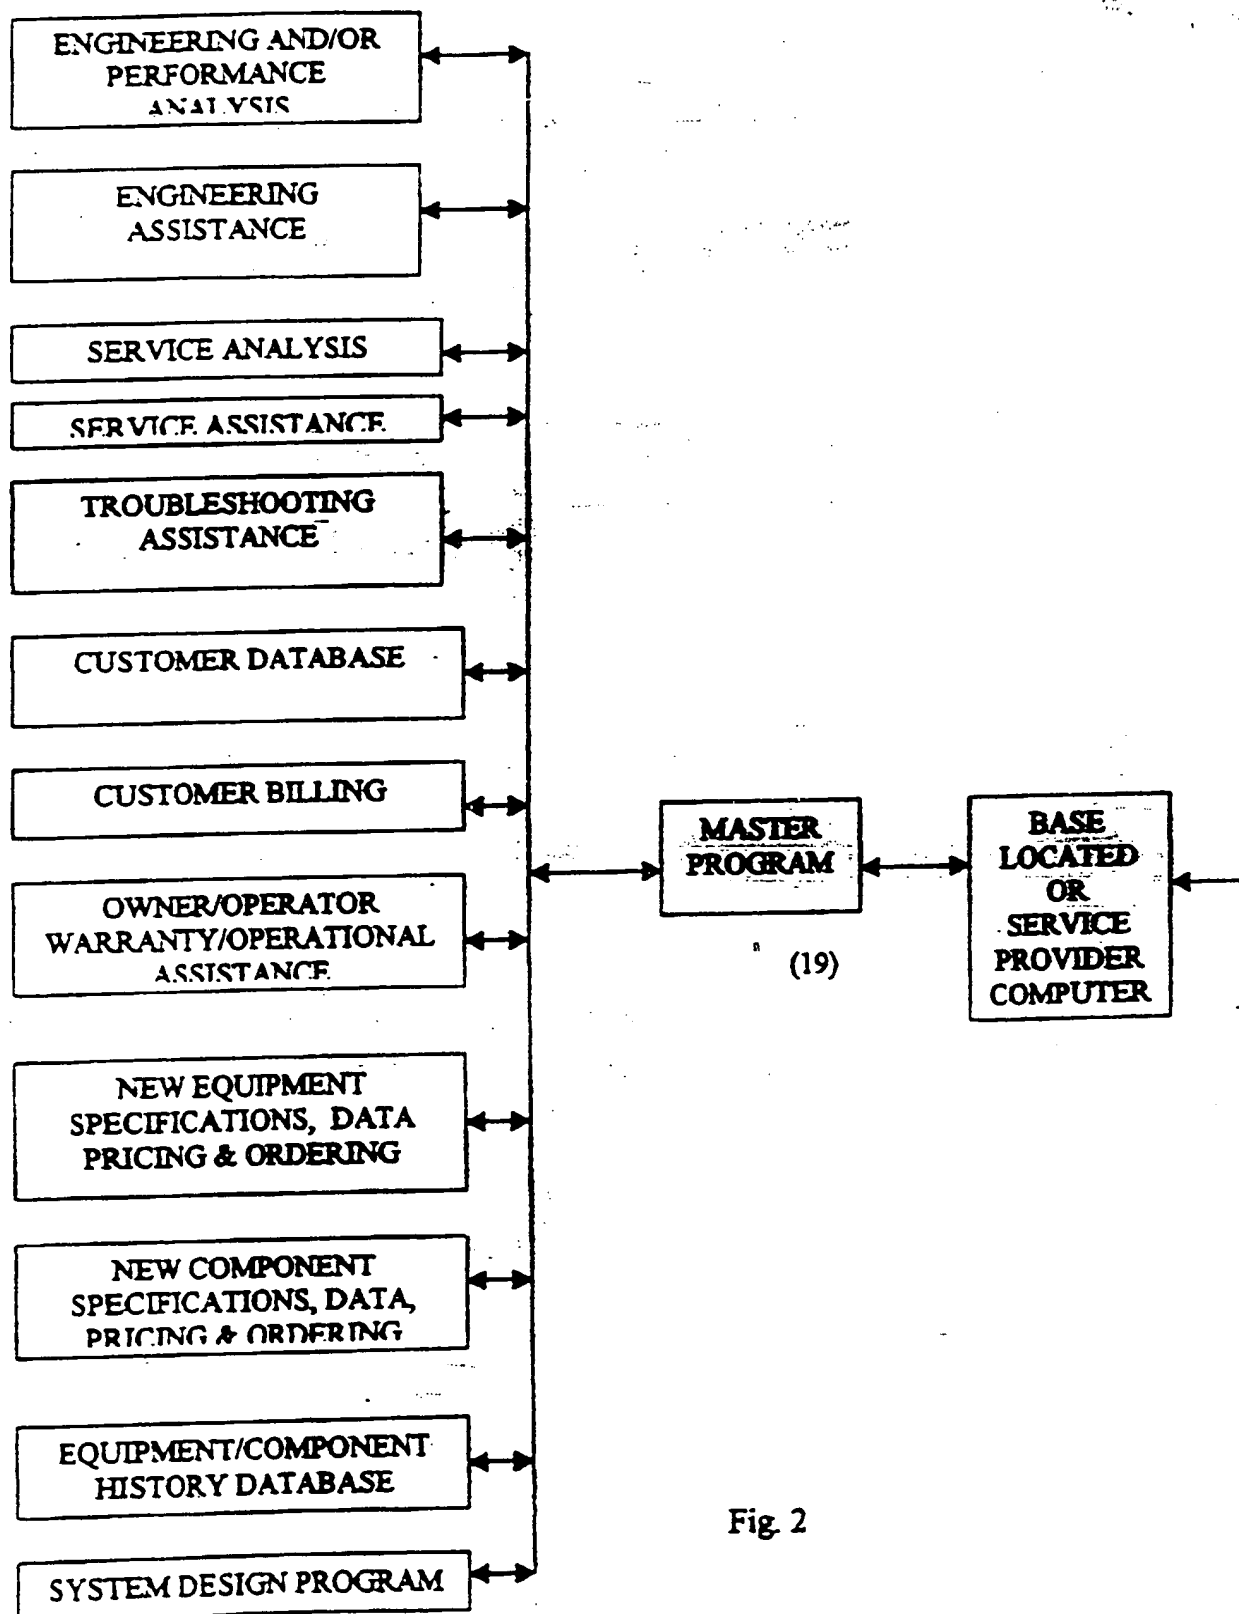 ENGINEERING AND/OR
PERFORMANCE
ANALYSIS
ENGINEERING
ASSISTANCE
SERVICE ANALYSIS
SERVICE ASSISTANCE
TROUBLESHOOTING
ASSISTANCE
CUSTOMER DATABASE
CUSTOMER BILLING
OWNER/OPERATOR
WARRANTY/OPERATIONAL
ASSISTANCE
NEW EQUIPMENT
SPECIFICATIONS, DATA
PRICING & ORDERING
NEW COMPONENT
SPECIFICATIONS, DATA,
PRICING & ORDERING
EQUIPMENT/COMPONENT
HISTORY DATABASE
SYSTEM DESIGN PROGRAM
MASTER
PROGRAM
(19)
BASE
LOCATED
OR
SERVICE
PROVIDER
COMPUTER
Fig. 2